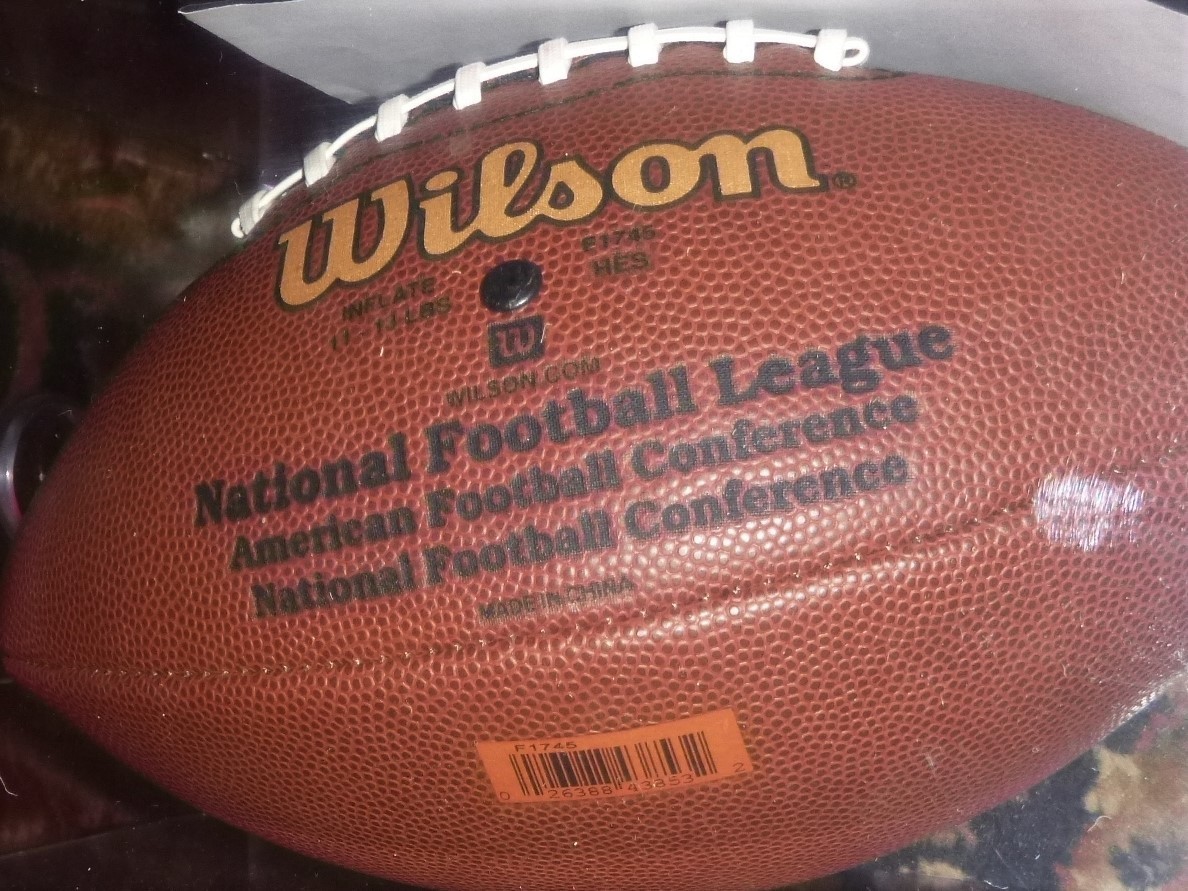 Wilson®
F1745
HES
INFLATE
11 - 13 LBS
W
WILSON.COM
National Football League
American Football Conference
National Football Conference
MADE IN CHINA
F1745
0 26388 43853 2